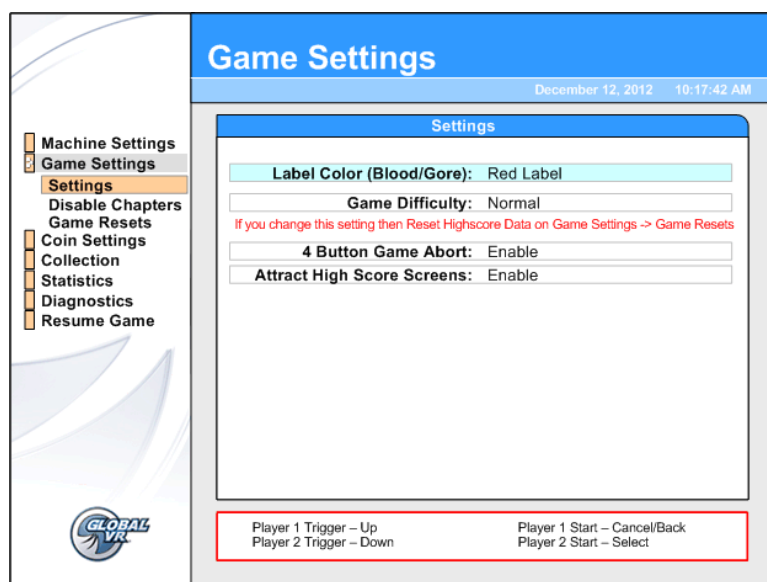 Game Settings
December 12, 2012 10:17:42 AM
Machine Settings
Game Settings
Settings
Disable Chapters
Game Resets
Coin Settings
Collection
Statistics
Diagnostics
Resume Game
Settings
Label Color (Blood/Gore): Red Label
Game Difficulty: Normal
If you change this setting then Reset Highscore Data on Game Settings -> Game Resets
4 Button Game Abort: Enable
Attract High Score Screens: Enable
GLOBAL
VR
Player 1 Trigger – Up Player 1 Start – Cancel/Back
Player 2 Trigger – Down Player 2 Start – Select